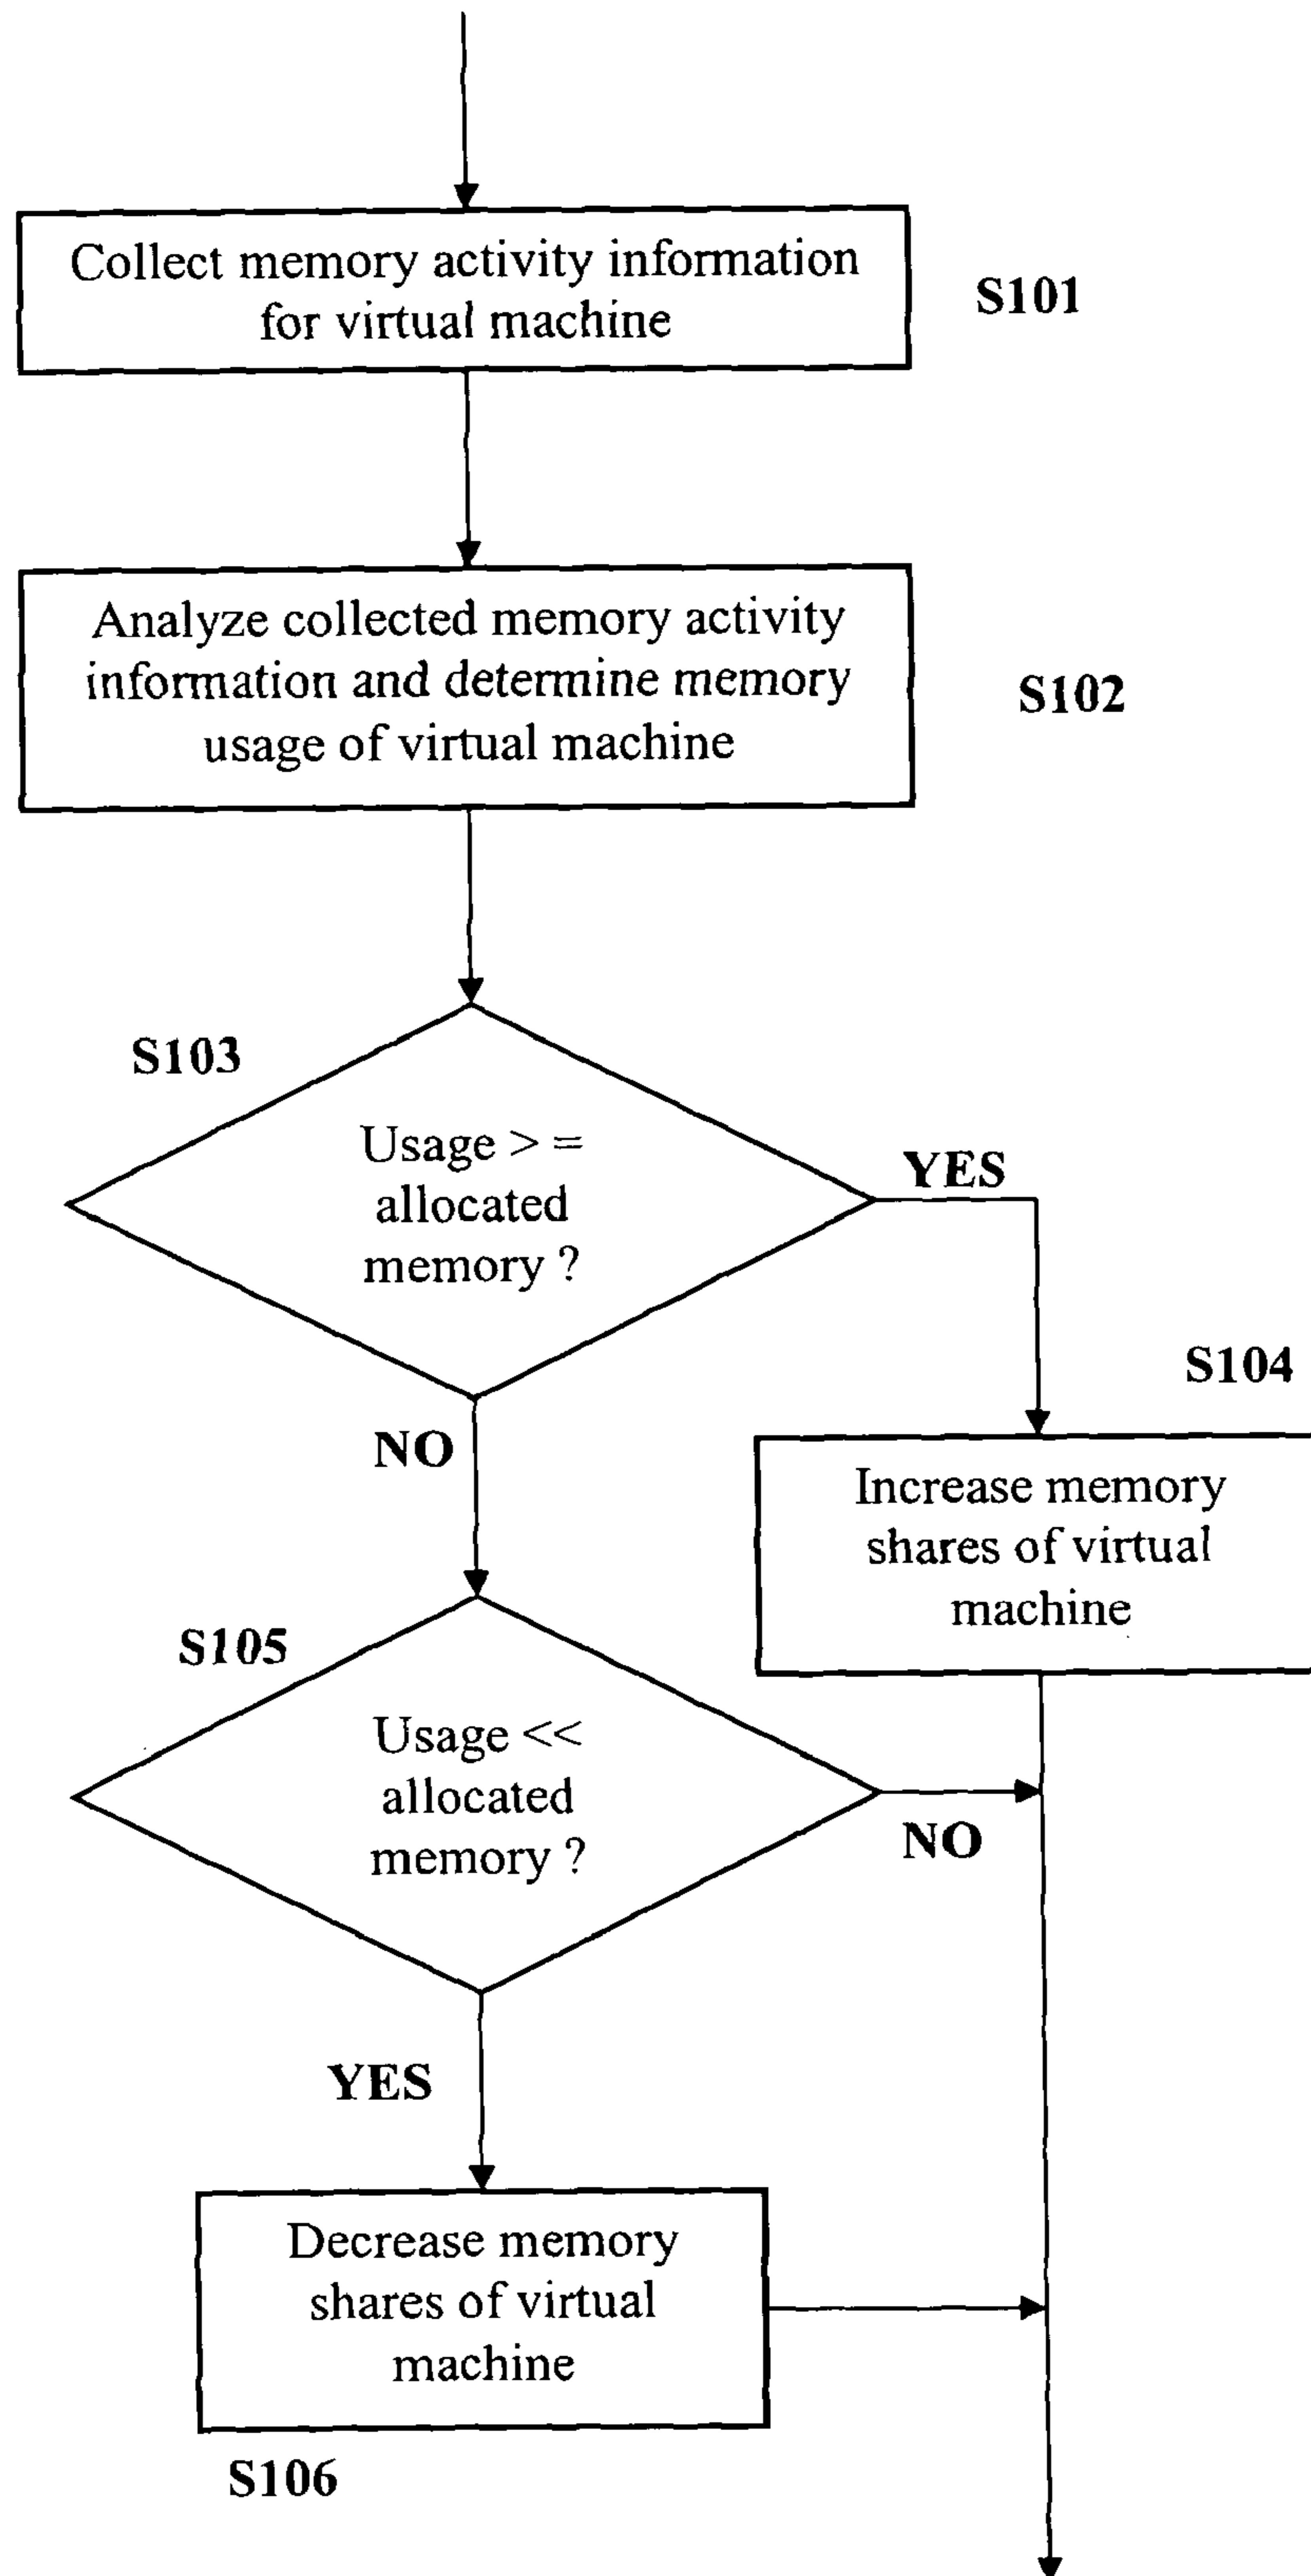 Collect memory activity information
for virtual machine
S101
Analyze collected memory activity
information and determine memory
usage of virtual machine
S102
S103
Usage > =
allocated
memory ?
YES
NO
S104
Increase memory
shares of virtual
machine
S105
Usage <<
allocated
memory ?
NO
YES
Decrease memory
shares of virtual
machine
S106